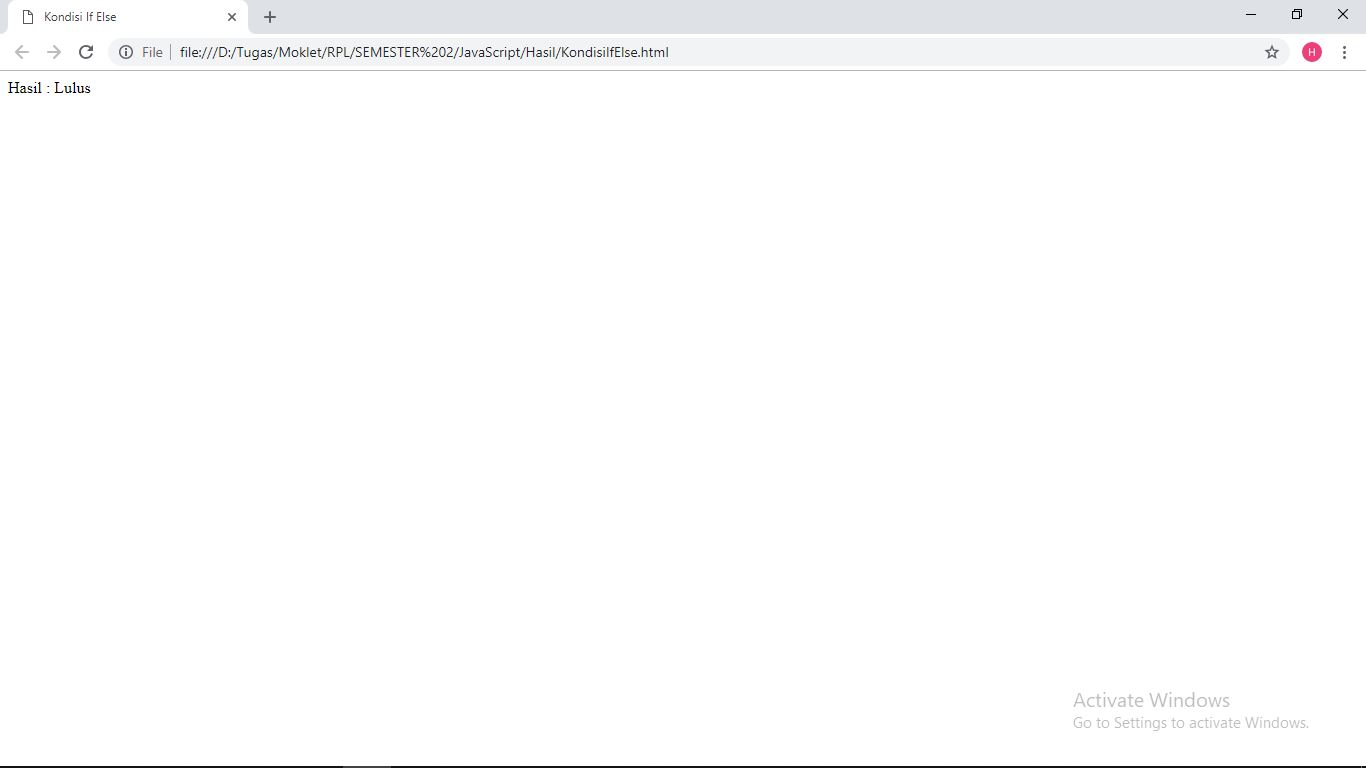 Kondisi If Else
File
file:///D:/Tugas/Moklet/RPL/SEMESTER%202/JavaScript/Hasil/KondisiIfElse.html
H
Hasil : Lulus
Activate Windows
Go to Settings to activate Windows.